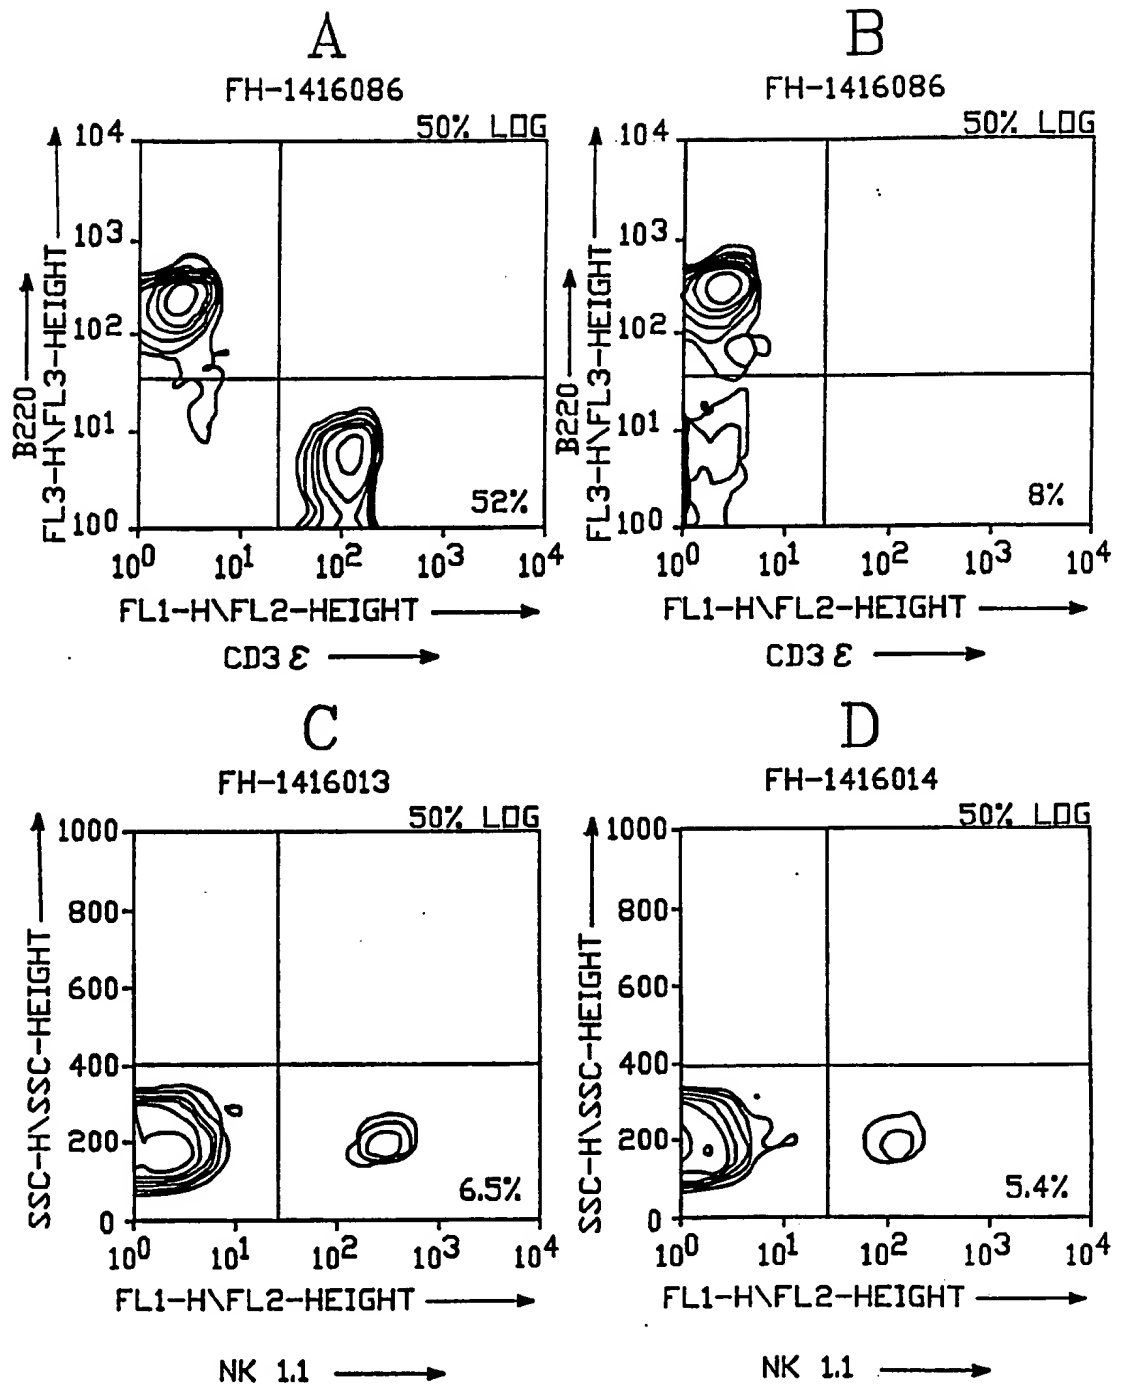 A
FH-1416086
50% LOG
B220
FL3-H\FL3-HEIGHT
104
103
102
101
100
52%
100 101 102 103 104
FL1-H\FL2-HEIGHT
CD3 ε
B
FH-1416086
50% LOG
B220
FL3-H\FL3-HEIGHT
104
103
102
101
100
8%
100 101 102 103 104
FL1-H\FL2-HEIGHT
CD3 ε
C
FH-1416013
50% LOG
SSC-H\SSC-HEIGHT
1000
800
600
400
200
0
6.5%
100 101 102 103 104
FL1-H\FL2-HEIGHT
NK 1.1
D
FH-1416014
50% LOG
SSC-H\SSC-HEIGHT
1000
800
600
400
200
0
5.4%
100 101 102 103 104
FL1-H\FL2-HEIGHT
NK 1.1